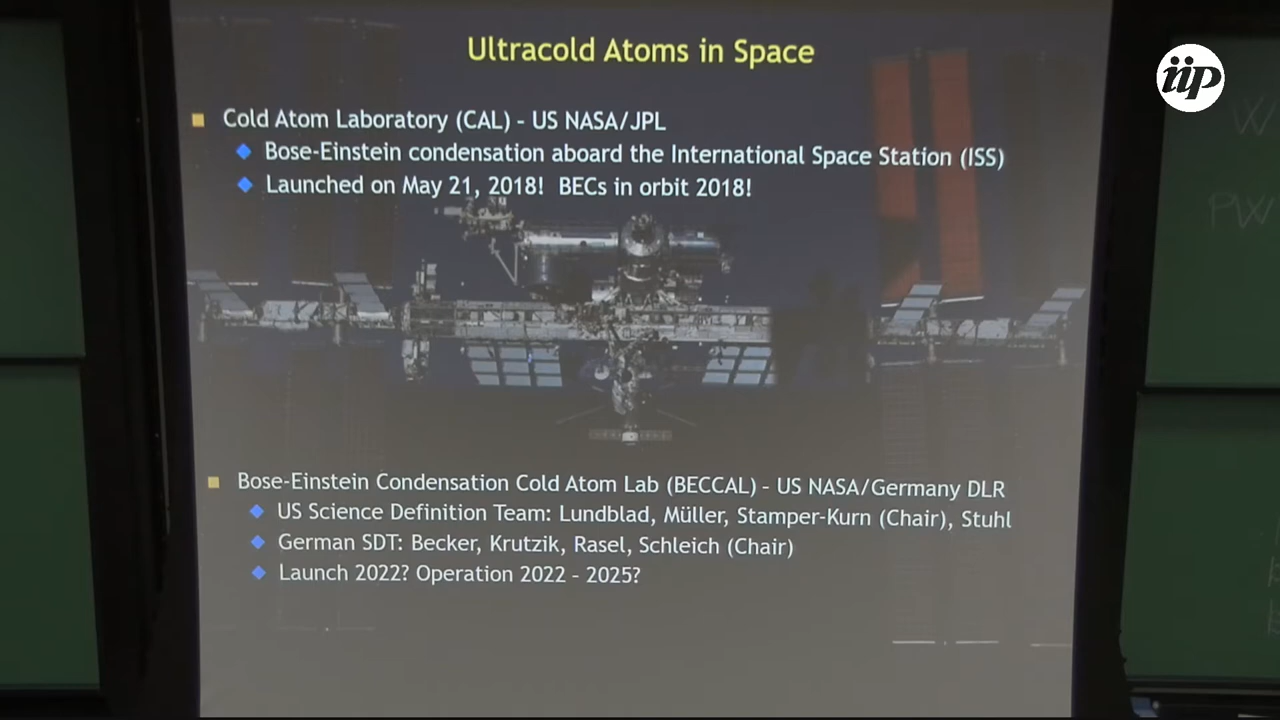 Ultracold Atoms in Space
iip
Cold Atom Laboratory (CAL) – US NASA/JPL
Bose-Einstein condensation aboard the International Space Station (ISS)
Launched on May 21, 2018! BECs in orbit 2018!
Bose-Einstein Condensation Cold Atom Lab (BECCAL) – US NASA/Germany DLR
US Science Definition Team: Lundblad, Müller, Stamper-Kurn (Chair), Stuhl
German SDT: Becker, Krutzik, Rasel, Schleich (Chair)
Launch 2022? Operation 2022 – 2025?